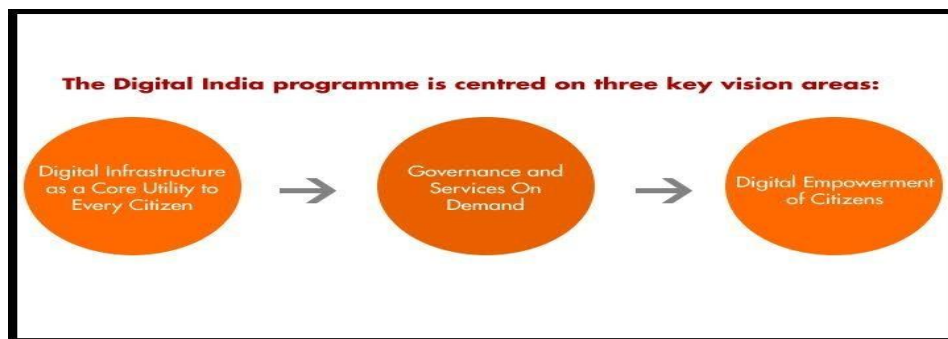 The Digital India programme is centred on three key vision areas:
Digital Infrastructure
as a Core Utility to
Every Citizen
Governance and
Services On
Demand
Digital Empowerment
of Citizens